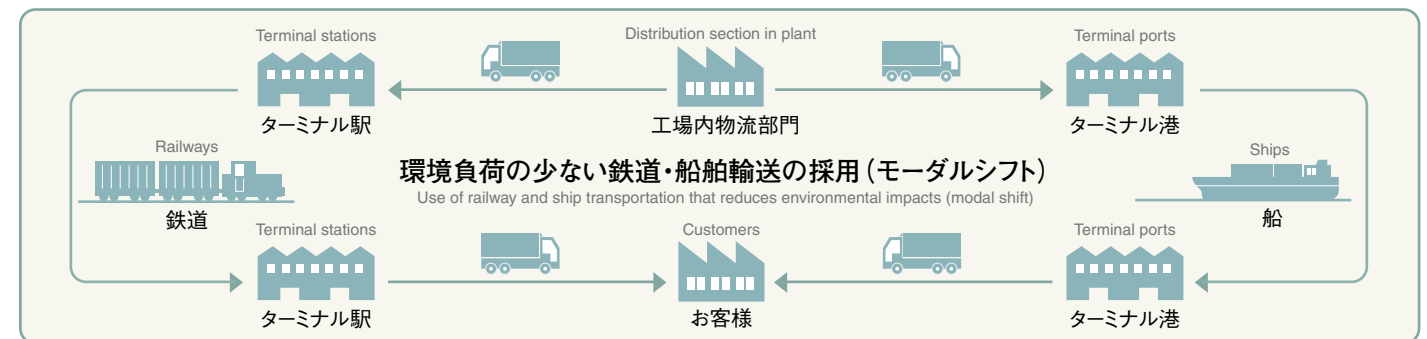 Terminal stations
Distribution section in plant
Terminal ports
ターミナル駅
工場内物流部門
ターミナル港
Railways
環境負荷の少ない鉄道・船舶輸送の採用(モーダルシフト)
Ships
Use of railway and ship transportation that reduces environmental impacts (modal shift)
鉄道
船
Terminal stations
Customers
Terminal ports
ターミナル駅
お客様
ターミナル港